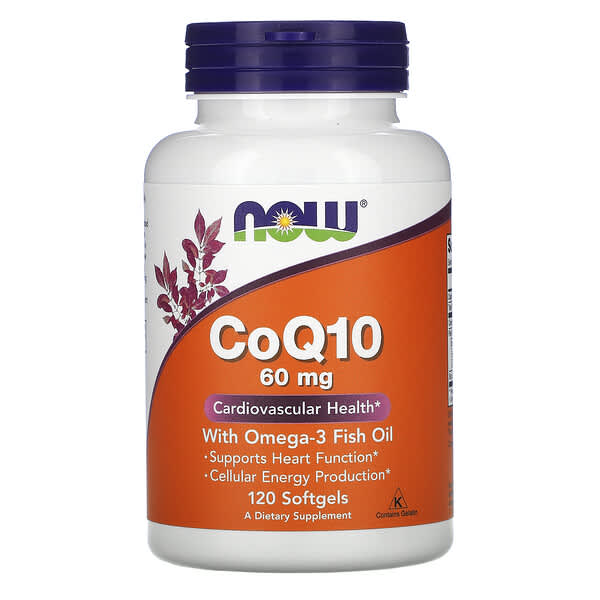 NOW®
CoQ10
60 mg
Cardiovascular Health*
With Omega-3 Fish Oil
• Supports Heart Function*
• Cellular Energy Production*
120 Softgels
A Dietary Supplement
K
Contains Gelatin